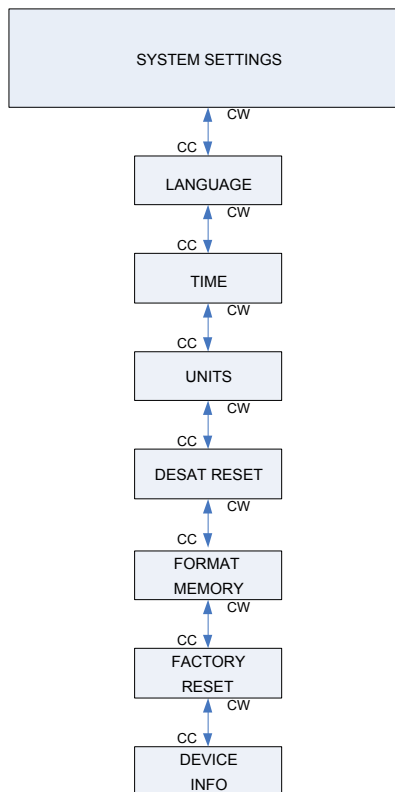 SYSTEM SETTINGS
CW
CC
LANGUAGE
CW
CC
TIME
CW
CC
UNITS
CW
CC
DESAT RESET
CW
CC
FORMAT
MEMORY
CW
CC
FACTORY
RESET
CW
CC
DEVICE
INFO